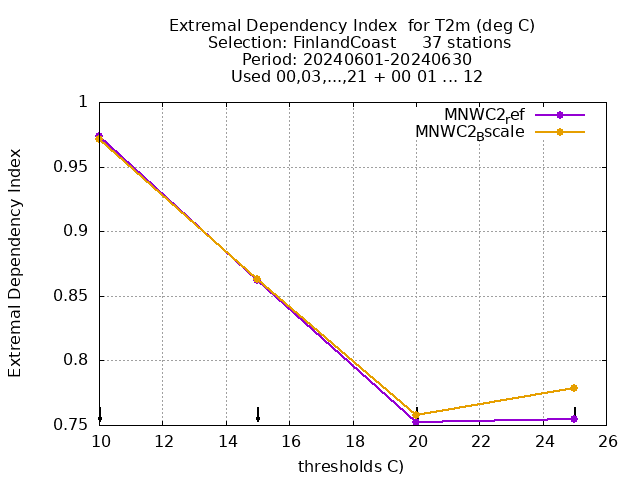 Extremal Dependency Index  for T2m (deg C)
Selection: FinlandCoast     37 stations
Period: 20240601-20240630
Used 00,03,...,21 + 00 01 ... 12
MNWC2ref
MNWC2Bscale
1
0.95
0.9
0.85
0.8
0.75
Extremal Dependency Index
10 12 14 16 18 20 22 24 26
thresholds C)